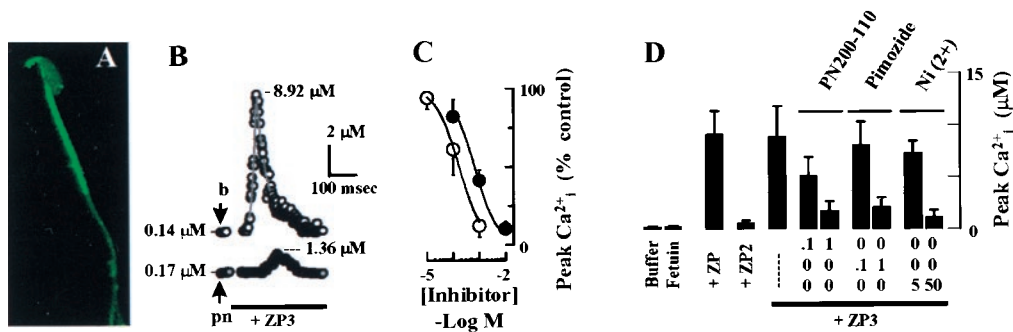 A
B
8.92 µM
2 µM
100 msec
b
0.14 µM
1.36 µM
0.17 µM
pn
+ ZP3
C
100
0
Peak Ca²⁺ᵢ (% control)
-5 -2
[Inhibitor]
-Log M
D
PN200-110
Pimozide
Ni (2+)
15
0
Peak Ca²⁺ᵢ (µM)
Buffer
Fetuin
+ ZP
+ ZP2
-----
.1 1 0 0 0 0
0 0 .1 1 0 0
0 0 0 0 5 50
+ ZP3